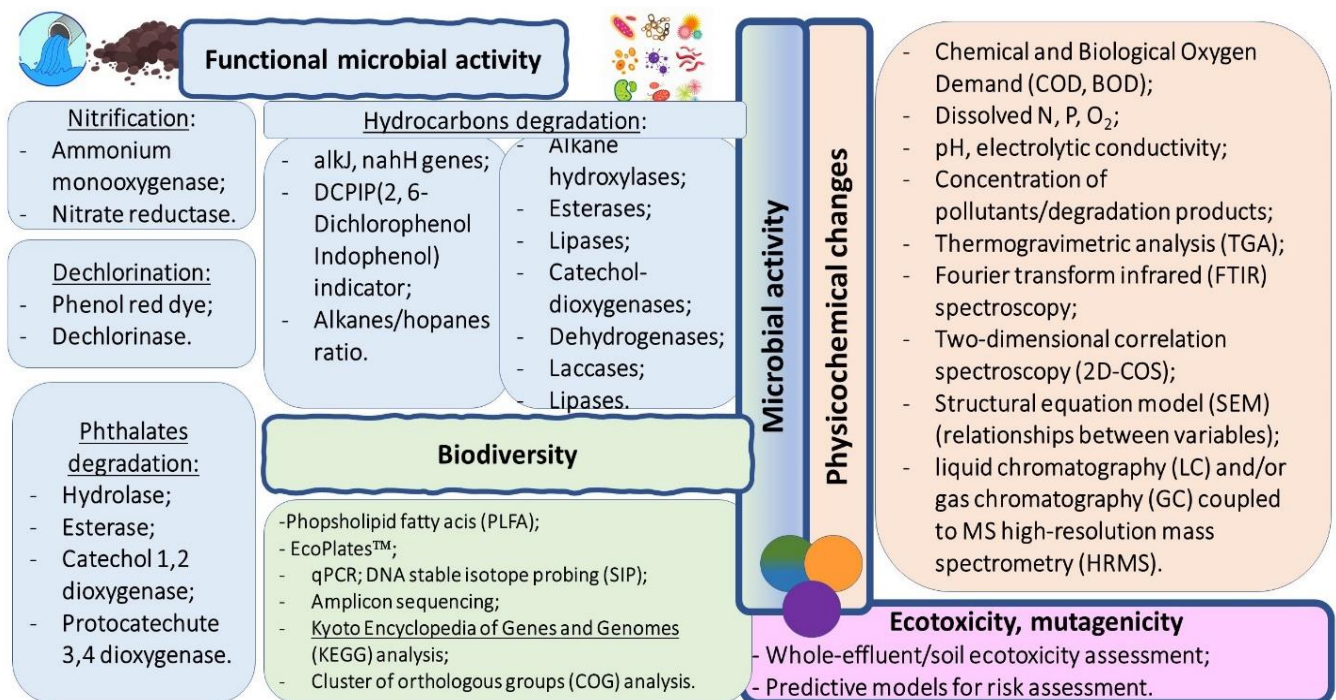 Functional microbial activity
Nitrification:
- Ammonium
monooxygenase;
- Nitrate reductase.
Dechlorination:
- Phenol red dye;
- Dechlorinase.
Phthalates
degradation:
- Hydrolase;
- Esterase;
- Catechol 1,2
dioxygenase;
- Protocatechute
3,4 dioxygenase.
Hydrocarbons degradation:
- alkJ, nahH genes;
- DCPIP(2, 6-
Dichlorophenol
Indophenol)
indicator;
- Alkanes/hopanes
ratio.
- Alkane
hydroxylases;
- Esterases;
- Lipases;
- Catechol-
dioxygenases;
- Dehydrogenases;
- Laccases;
- Lipases.
Biodiversity
-Phopsholipid fatty acis (PLFA);
- EcoPlates™;
- qPCR; DNA stable isotope probing (SIP);
- Amplicon sequencing;
- Kyoto Encyclopedia of Genes and Genomes
(KEGG) analysis;
- Cluster of orthologous groups (COG) analysis.
Microbial activity
Physicochemical changes
- Chemical and Biological Oxygen
Demand (COD, BOD);
- Dissolved N, P, O₂;
- pH, electrolytic conductivity;
- Concentration of
pollutants/degradation products;
- Thermogravimetric analysis (TGA);
- Fourier transform infrared (FTIR)
spectroscopy;
- Two-dimensional correlation
spectroscopy (2D-COS);
- Structural equation model (SEM)
(relationships between variables);
- liquid chromatography (LC) and/or
gas chromatography (GC) coupled
to MS high-resolution mass
spectrometry (HRMS).
Ecotoxicity, mutagenicity
- Whole-effluent/soil ecotoxicity assessment;
- Predictive models for risk assessment.